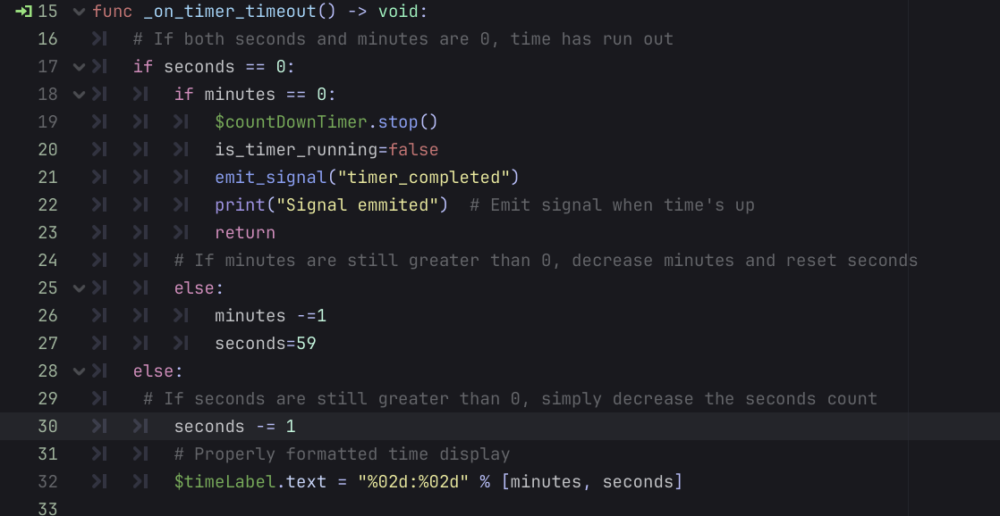 15 func _on_timer_timeout() -> void:
16 # If both seconds and minutes are 0, time has run out
17 if seconds == 0:
18 if minutes == 0:
19 $countDownTimer.stop()
20 is_timer_running=false
21 emit_signal("timer_completed")
22 print("Signal emmited")  # Emit signal when time's up
23 return
24 # If minutes are still greater than 0, decrease minutes and reset seconds
25 else:
26 minutes -=1
27 seconds=59
28 else:
29 # If seconds are still greater than 0, simply decrease the seconds count
30 seconds -= 1
31 # Properly formatted time display
32 $timeLabel.text = "%02d:%02d" % [minutes, seconds]
33